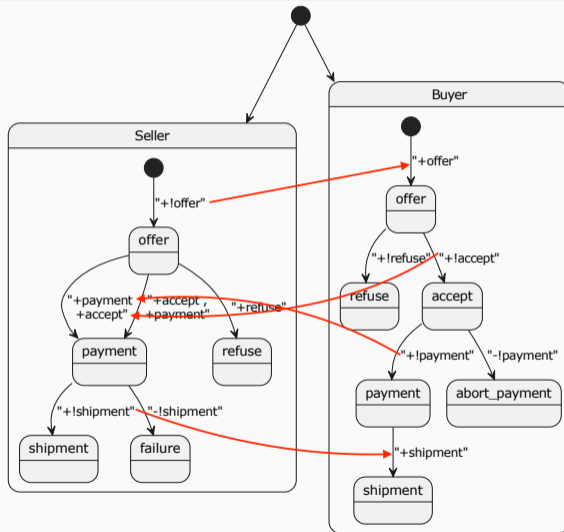 Buyer
Seller
"+offer"
"+!offer"
offer
offer
"+!refuse"
"+!accept"
"+payment
+accept"
"+accept ,
+payment"
"+refuse"
refuse
accept
payment
refuse
"+!payment"
"-!payment"
payment
abort_payment
"+!shipment"
"-!shipment"
shipment
failure
"+shipment"
shipment